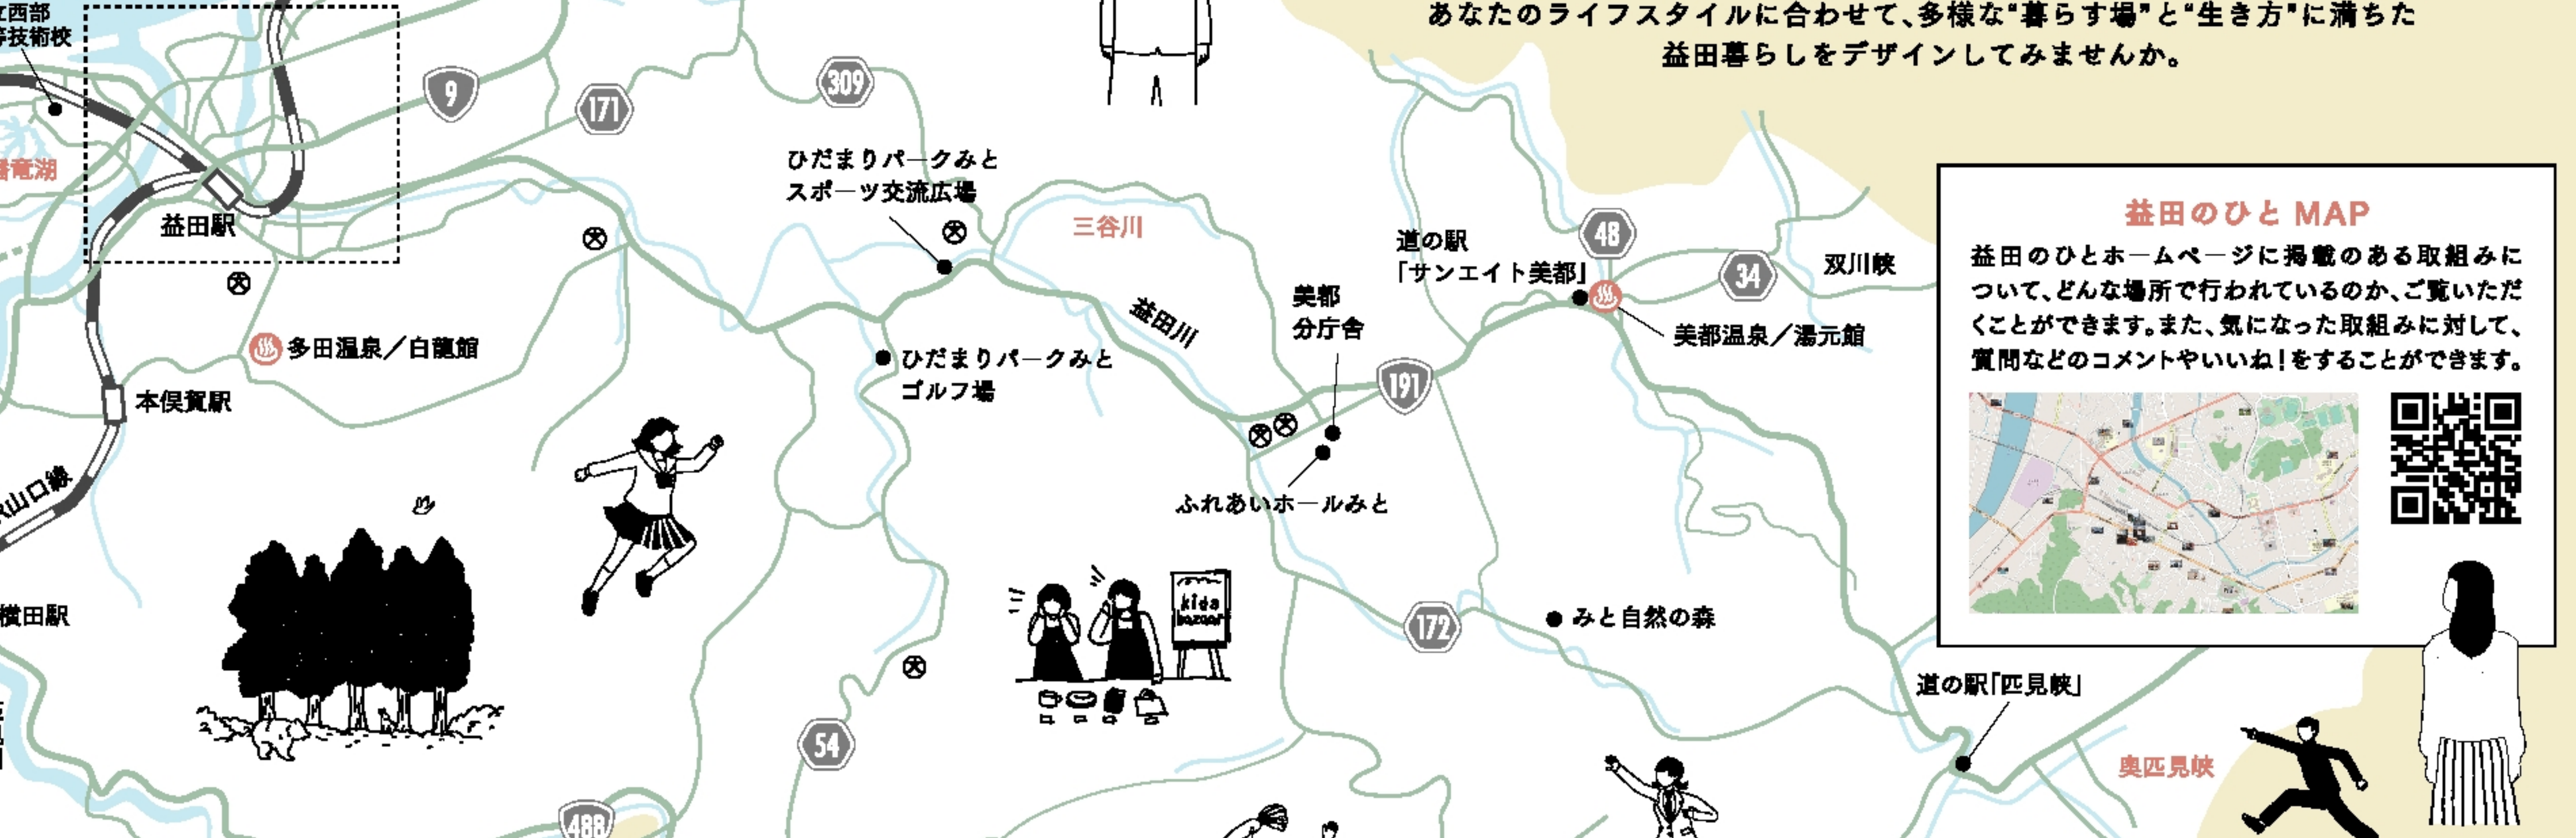 あなたのライフスタイルに合わせて、多様な“暮らす場”と“生き方”に満ちた
益田暮らしをデザインしてみませんか。
立西部
等技術校
9
171
309
蟠竜湖
益田駅
ひだまりパークみと
スポーツ交流広場
三谷川
道の駅
「サンエイト美都」
48
34
双川峡
美都温泉／湯元館
益田川
美都
分庁舎
191
多田温泉／白龍館
ひだまりパークみと
ゴルフ場
本俣賀駅
ふれあいホールみと
R山口線
横田駅
kids
bazaar
172
みと自然の森
54
488
道の駅「匹見峡」
奥匹見峡
益田のひと MAP
益田のひとホームページに掲載のある取組みに
ついて、どんな場所で行われているのか、ご覧いただ
くことができます。また、気になった取組みに対して、
質問などのコメントやいいね！をすることができます。